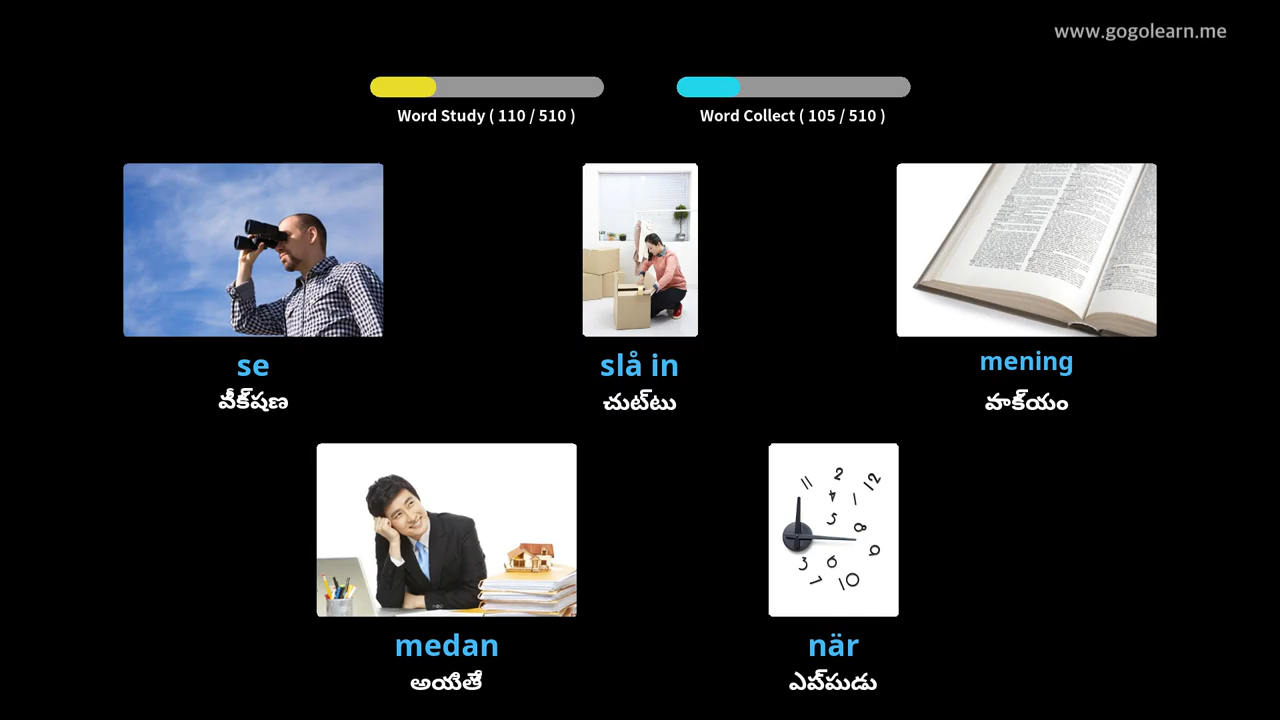 www.gogolearn.me
Word Study ( 110 / 510 )
Word Collect ( 105 / 510 )
se
వీక్షణ
slå in
చుట్టు
mening
వాక్యం
medan
అయితే
när
ఎప్పుడు